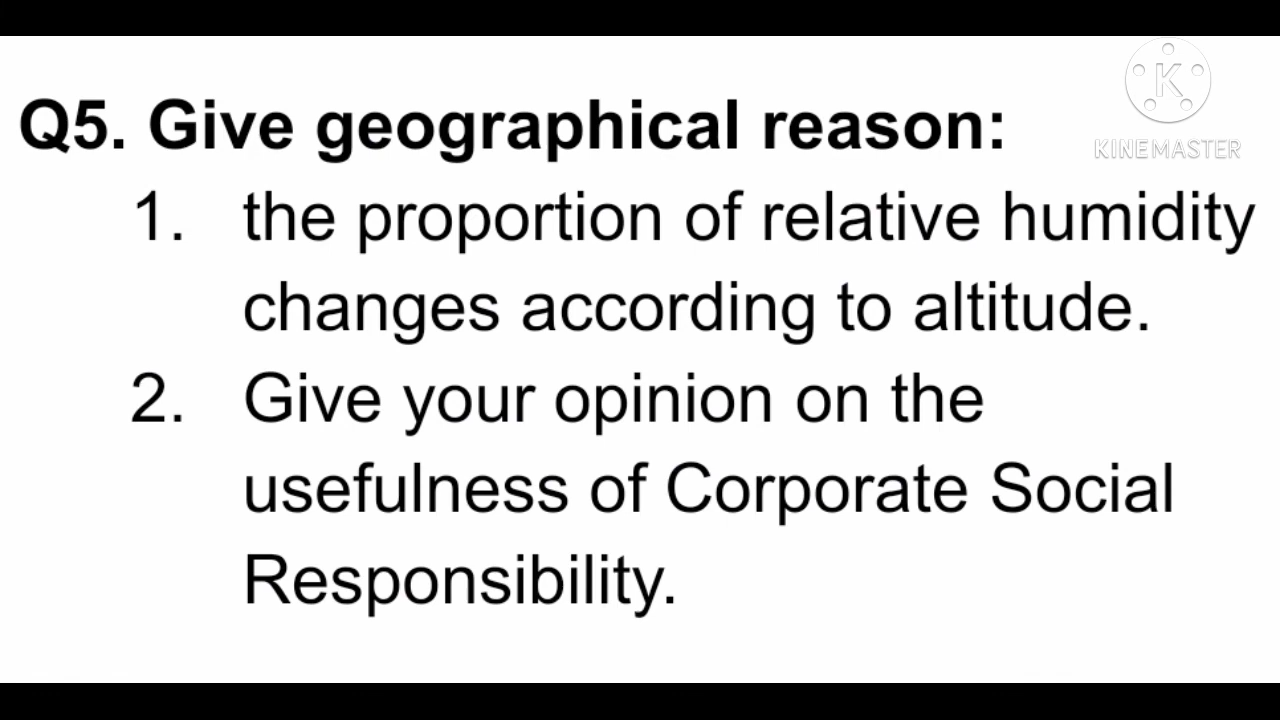 K
KINEMASTER
Q5. Give geographical reason:
1. the proportion of relative humidity
changes according to altitude.
2. Give your opinion on the
usefulness of Corporate Social
Responsibility.